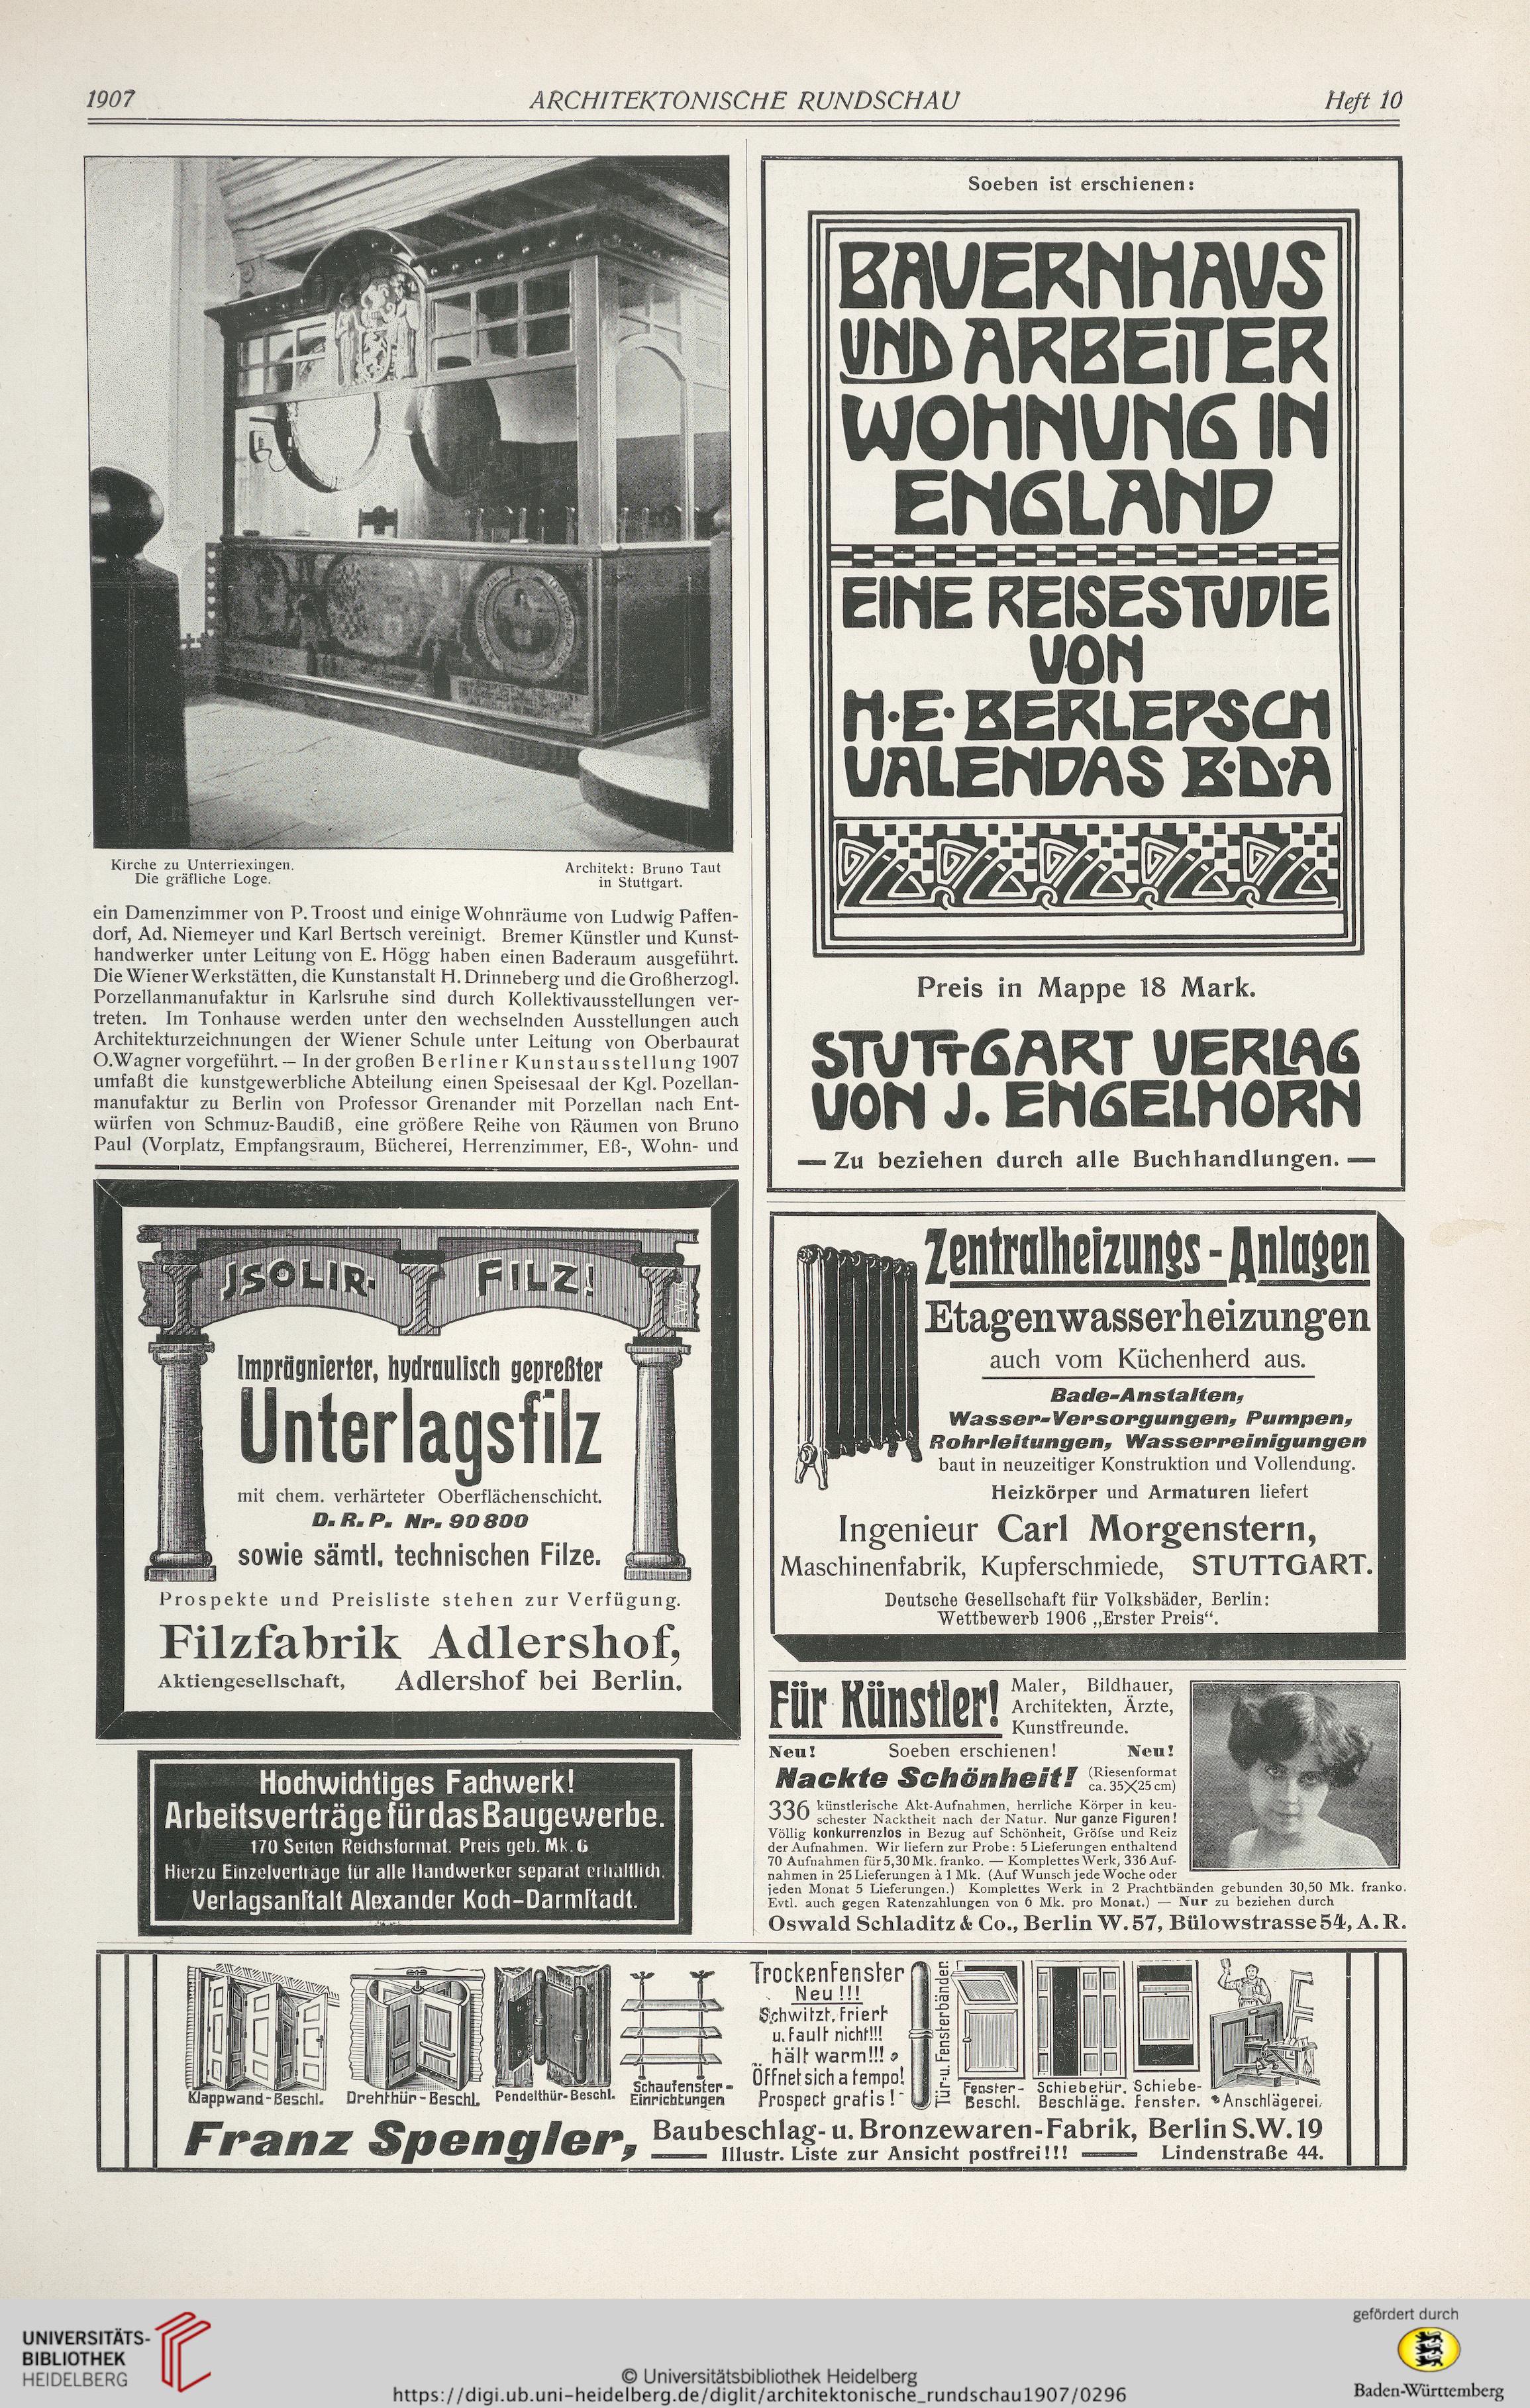 1907 ARCHITEKTONISCHE RUNDSCHAU Heft 10
Kirche zu Unterriexingen.
Die gräfliche Loge.
Architekt: Bruno Taut
in Stuttgart.
ein Damenzimmer von P. Troost und einige Wohnräume von Ludwig Paffen-
dorf, Ad. Niemeyer und Karl Bertsch vereinigt. Bremer Künstler und Kunst-
handwerker unter Leitung von E. Högg haben einen Baderaum ausgeführt.
Die Wiener Werkstätten, die Kunstanstalt H. Drinneberg und die Großherzogl.
Porzellanmanufaktur in Karlsruhe sind durch Kollektivausstellungen ver-
treten. Im Tonhause werden unter den wechselnden Ausstellungen auch
Architekturzeichnungen der Wiener Schule unter Leitung von Oberbaurat
O. Wagner vorgeführt. — In der großen Berliner Kunstausstellung 1907
umfaßt die kunstgewerbliche Abteilung einen Speisesaal der Kgl. Pozellan-
manufaktur zu Berlin von Professor Grenander mit Porzellan nach Ent-
würfen von Schmuz-Baudiß, eine größere Reihe von Räumen von Bruno
Paul (Vorplatz, Empfangsraum, Bücherei, Herrenzimmer, Eß-, Wohn- und
JSOLIR- FILZ!
E.W. 46
Imprägnierter, hydraulisch gepreßter
Unterlagsfilz
mit chem. verhärteter Oberflächenschicht.
D. R. P. Nr. 90 800
sowie sämtl. technischen Filze.
Prospekte und Preisliste stehen zur Verfügung.
Filzfabrik Adlershof,
Aktiengesellschaft, Adlershof bei Berlin.
Hochwichtiges Fachwerk!
Arbeitsverträge für das Baugewerbe.
170 Seiten Reichsformat. Preis geb. Mk. 6
Hierzu Einzelverträge für alle Handwerker separat erhältlich.
Verlagsanstalt Alexander Koch-Darmstadt.
Soeben ist erschienen:
BAUERNHAUS
UND ARBEITER
WOHNUNG IN
ENGLAND
EINE REISESTUDIE
VON
H·E·BERLEPSCH
VALENDAS B·D·A
Preis in Mappe 18 Mark.
STUTTGART VERLAG
VON J. ENGELHORN
— Zu beziehen durch alle Buchhandlungen. —
Zentralheizungs-Anlagen
Etagenwasserheizungen
auch vom Küchenherd aus.
Bade-Anstalten,
Wasser-Versorgungen, Pumpen,
Rohrleitungen, Wasserreinigungen
baut in neuzeitiger Konstruktion und Vollendung.
Heizkörper und Armaturen liefert
Ingenieur Carl Morgenstern,
Maschinenfabrik, Kupferschmiede, STUTTGART.
Deutsche Gesellschaft für Volksbäder, Berlin:
Wettbewerb 1906 „Erster Preis“.
Für Künstler!
Maler, Bildhauer,
Architekten, Ärzte,
Kunstfreunde.
Neu! Soeben erschienen! Neu!
Nackte Schönheit! (Riesenformat
ca. 35×25 cm)
336 künstlerische Akt-Aufnahmen, herrliche Körper in keu-
schester Nacktheit nach der Natur. Nur ganze Figuren!
Völlig konkurrenzlos in Bezug auf Schönheit, Größe und Reiz
der Aufnahmen. Wir liefern zur Probe: 5 Lieferungen enthaltend
70 Aufnahmen für 5,30 Mk. franko. — Komplettes Werk, 336 Auf-
nahmen in 25 Lieferungen à 1 Mk. (Auf Wunsch jede Woche oder
jeden Monat 5 Lieferungen.) Komplettes Werk in 2 Prachtbänden gebunden 30,50 Mk. franko.
Evtl. auch gegen Ratenzahlungen von 6 Mk. pro Monat.) — Nur zu beziehen durch
Oswald Schladitz & Co., Berlin W. 57, Bülowstrasse 54, A. R.
Klappwand-Beschl.
Drehthür-Beschl.
Pendelthür-Beschl.
Schaufenster-
Einrichtungen
Trockenfenster
Neu!!!
Schwitzt, friert
u. fault nicht!!!
hält warm!!!
Öffnet sich a tempo!
Prospect gratis!
Tür-u. Fensterbänder.
Fenster-
Beschl.
Schiebetür.
Beschläge.
Schiebe-
fenster.
Anschlägerei,
Franz Spengler,
Baubeschlag- u. Bronzewaren-Fabrik, Berlin S.W. 19
Illustr. Liste zur Ansicht postfrei!!! Lindenstraße 44.
UNIVERSITÄTS-
BIBLIOTHEK
HEIDELBERG
© Universitätsbibliothek Heidelberg
https://digi.ub.uni-heidelberg.de/diglit/architektonische_rundschau1907/0296
gefördert durch
Baden-Württemberg